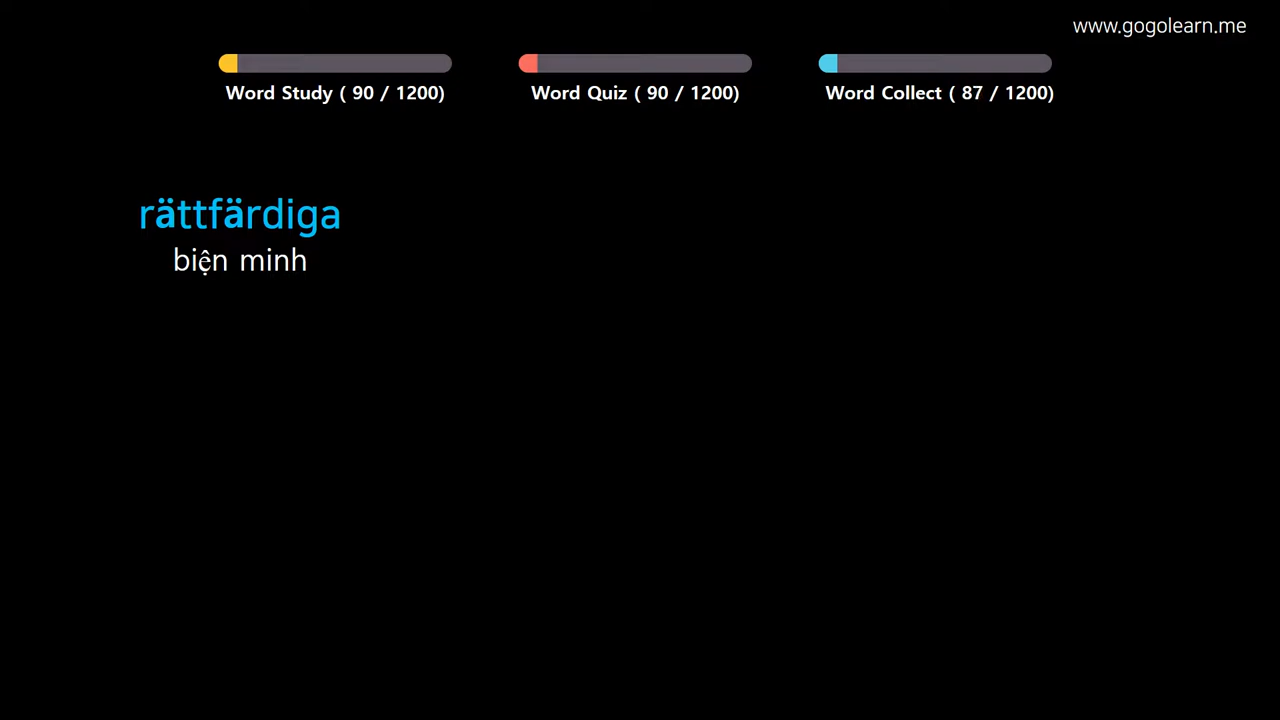 www.gogolearn.me
Word Study ( 90 / 1200)
Word Quiz ( 90 / 1200)
Word Collect ( 87 / 1200)
rättfärdiga
biện minh